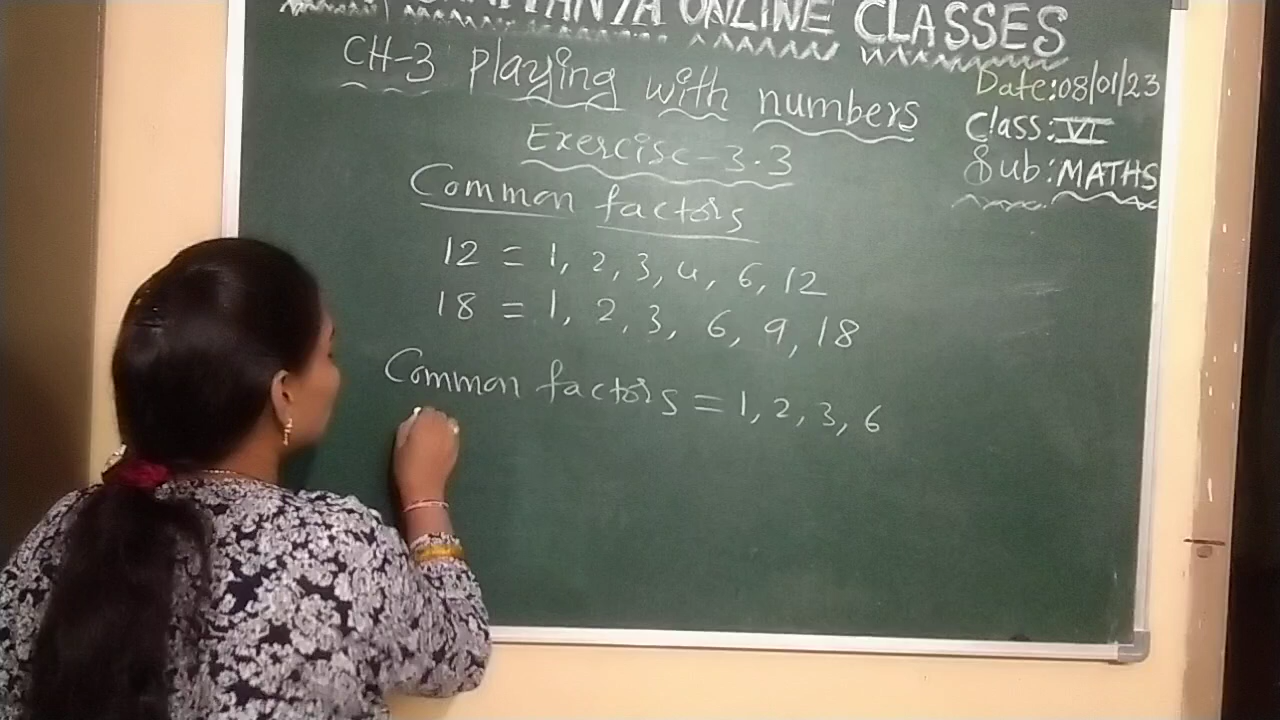 ONLINE CLASSES
CH-3 Playing with numbers
Date:08/01/23
Class:VI
Sub:MATHS
Exercise-3.3
Common factors
12 = 1, 2, 3, 4, 6, 12
18 = 1, 2, 3, 6, 9, 18
Common factors = 1, 2, 3, 6